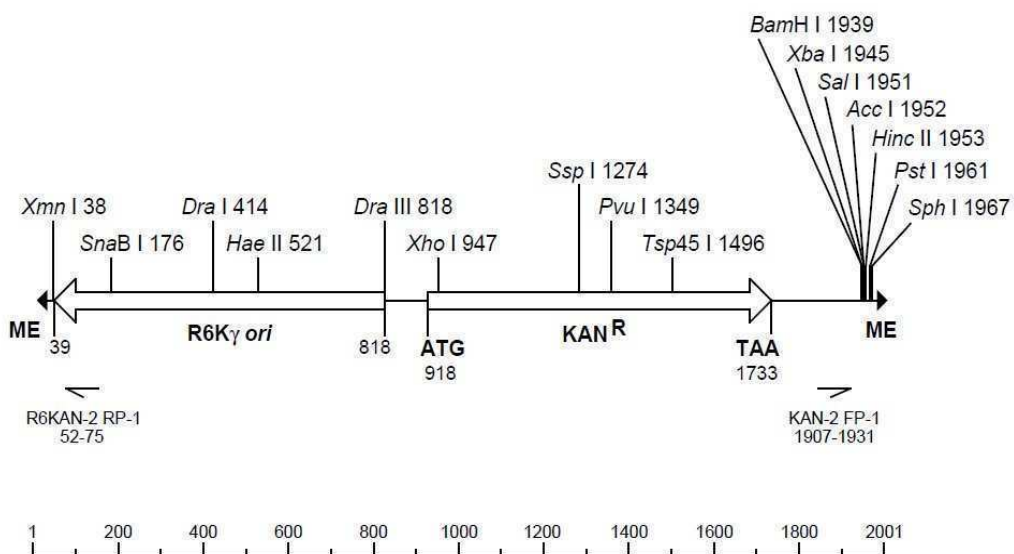 BamH I 1939
Xba I 1945
Sal I 1951
Acc I 1952
Hinc II 1953
Ssp I 1274
Pst I 1961
Xmn I 38
Dra I 414
Dra III 818
Pvu I 1349
Sph I 1967
SnaB I 176
Hae II 521
Xho I 947
Tsp45 I 1496
ME
R6Kγ ori
KAN R
ME
39
818
ATG
TAA
918
1733
R6KAN-2 RP-1
52-75
KAN-2 FP-1
1907-1931
1 200 400 600 800 1000 1200 1400 1600 1800 2001